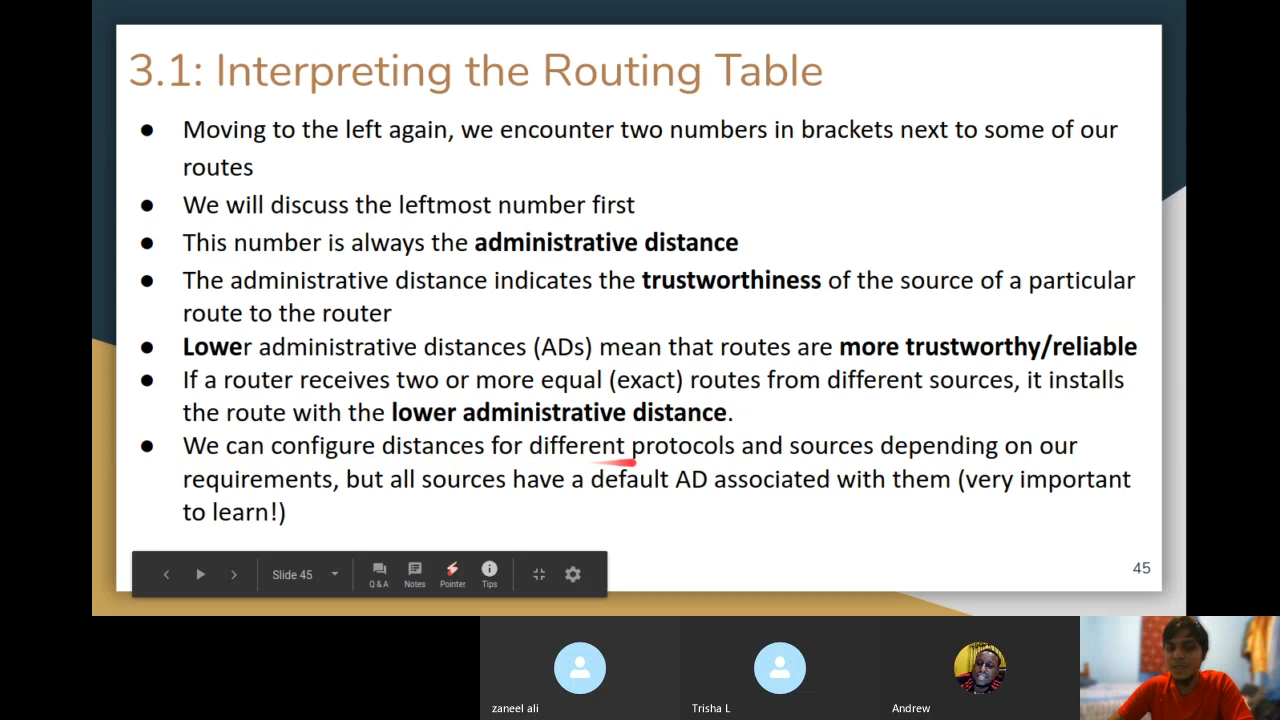 3.1: Interpreting the Routing Table
● Moving to the left again, we encounter two numbers in brackets next to some of our
routes
● We will discuss the leftmost number first
● This number is always the administrative distance
● The administrative distance indicates the trustworthiness of the source of a particular
route to the router
● Lower administrative distances (ADs) mean that routes are more trustworthy/reliable
● If a router receives two or more equal (exact) routes from different sources, it installs
the route with the lower administrative distance.
● We can configure distances for different protocols and sources depending on our
requirements, but all sources have a default AD associated with them (very important
to learn!)
Slide 45
Q & A Notes Pointer Tips
45
zaneel ali
Trisha L
Andrew